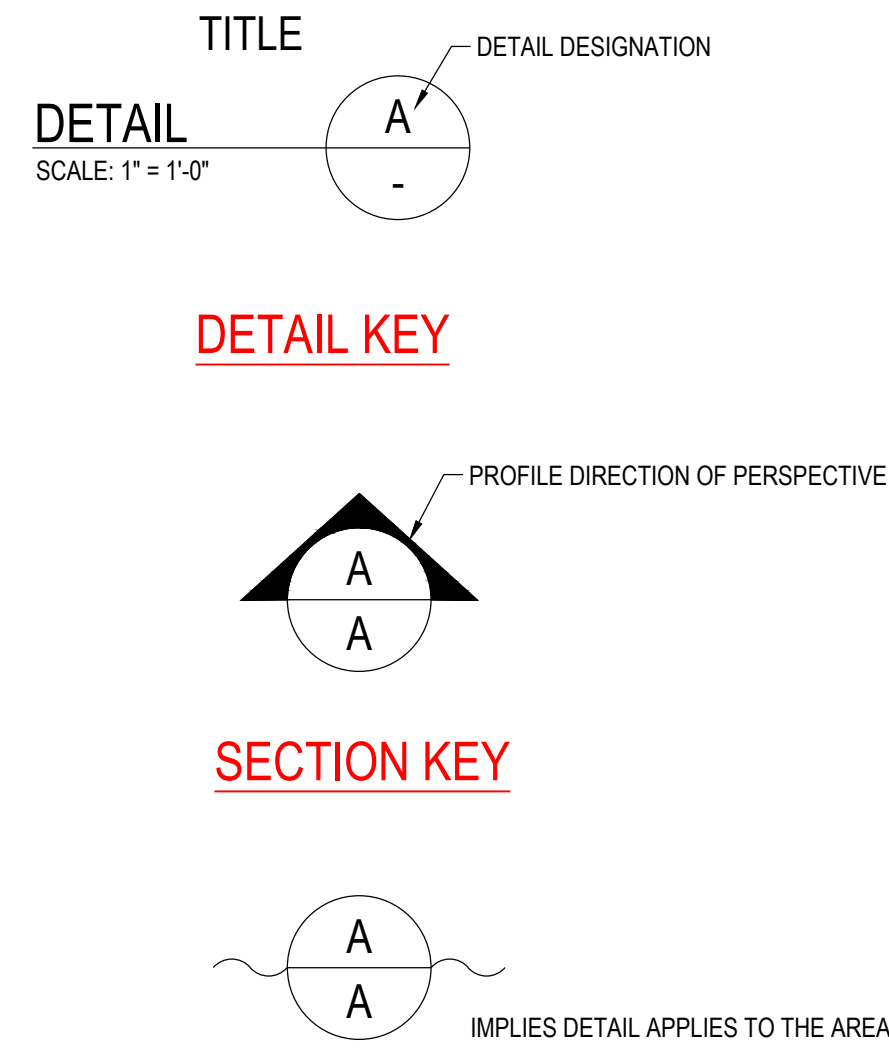 TITLE
DETAIL DESIGNATION
A
DETAIL
SCALE: 1" = 1'-0"
-
DETAIL KEY
PROFILE DIRECTION OF PERSPECTIVE
A
A
SECTION KEY
A
A
IMPLIES DETAIL APPLIES TO THE AREA